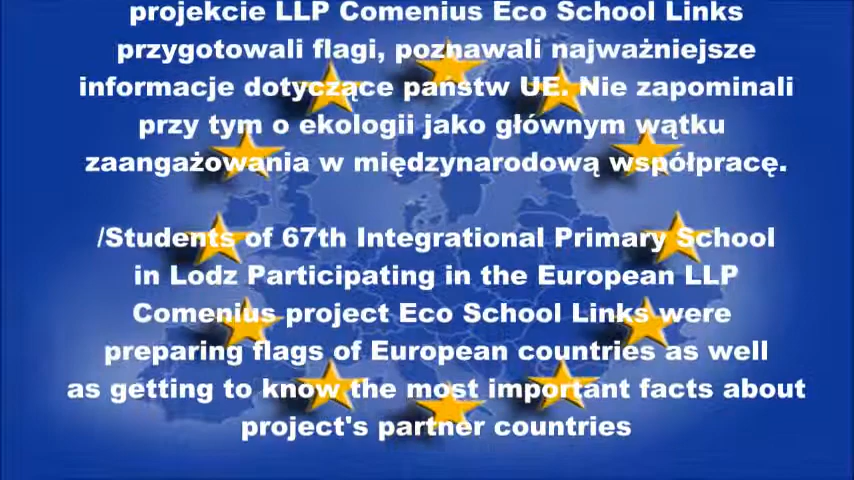 projekcie LLP Comenius Eco School Links
przygotowali flagi, poznawali najważniejsze
informacje dotyczące państw UE. Nie zapominali
przy tym o ekologii jako głównym wątku
zaangażowania w międzynarodową współpracę.
/Students of 67th Integrational Primary School
in Lodz Participating in the European LLP
Comenius project Eco School Links were
preparing flags of European countries as well
as getting to know the most important facts about
project's partner countries